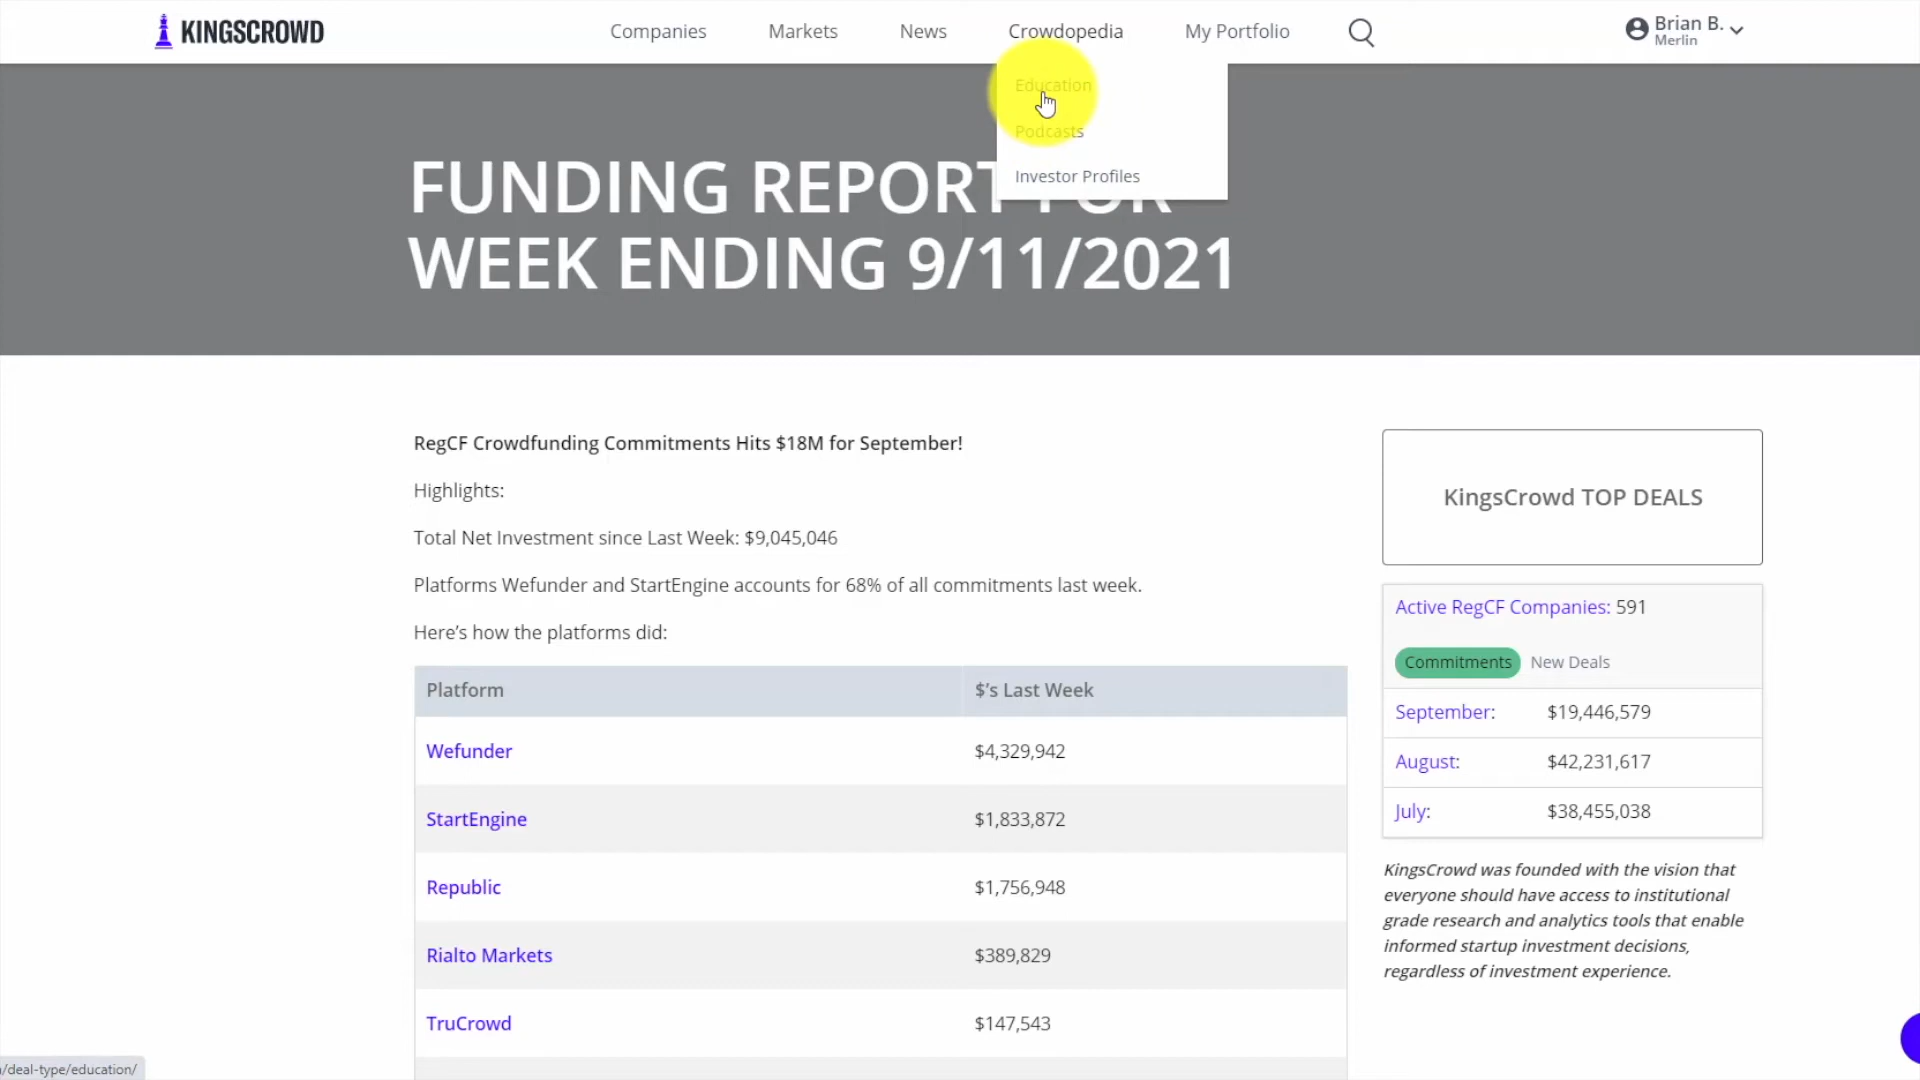 KINGSCROWD
Companies
Markets
News
Crowdopedia
My Portfolio
Brian B.
Merlin
Education
Podcasts
Investor Profiles
FUNDING REPORT FOR
WEEK ENDING 9/11/2021
RegCF Crowdfunding Commitments Hits $18M for September!
Highlights:
Total Net Investment since Last Week: $9,045,046
Platforms Wefunder and StartEngine accounts for 68% of all commitments last week.
Here’s how the platforms did:
Platform $’s Last Week
Wefunder $4,329,942
StartEngine $1,833,872
Republic $1,756,948
Rialto Markets $389,829
TruCrowd $147,543
KingsCrowd TOP DEALS
Active RegCF Companies: 591
Commitments New Deals
September: $19,446,579
August: $42,231,617
July: $38,455,038
KingsCrowd was founded with the vision that
everyone should have access to institutional
grade research and analytics tools that enable
informed startup investment decisions,
regardless of investment experience.
/deal-type/education/